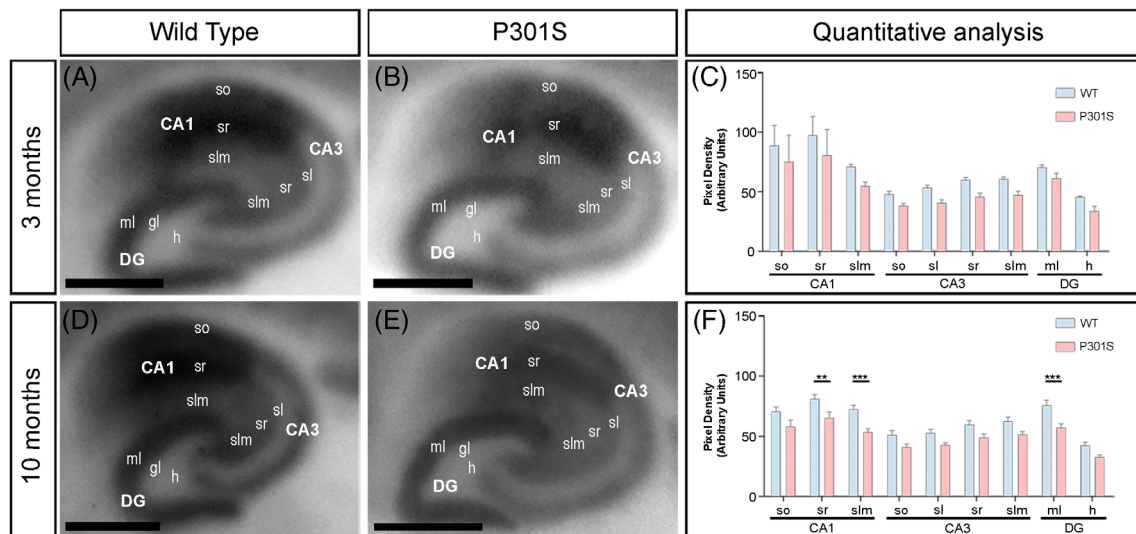 Wild Type
P301S
Quantitative analysis
3 months
(A)
so
CA1
sr
CA3
slm
sl
sr
slm
ml
gl
h
DG
(B)
so
CA1
sr
CA3
slm
sl
sr
slm
ml
gl
h
DG
(C)
150
100
50
0
Pixel Density
(Arbitrary Units)
WT
P301S
so sr slm so sl sr slm ml h
CA1 CA3 DG
10 months
(D)
so
CA1
sr
slm
sl
sr
CA3
slm
ml
gl
h
DG
(E)
so
CA1
sr
CA3
slm
sl
sr
slm
ml
gl
h
DG
(F)
150
100
50
0
Pixel Density
(Arbitrary Units)
WT
P301S
** *** ***
so sr slm so sl sr slm ml h
CA1 CA3 DG